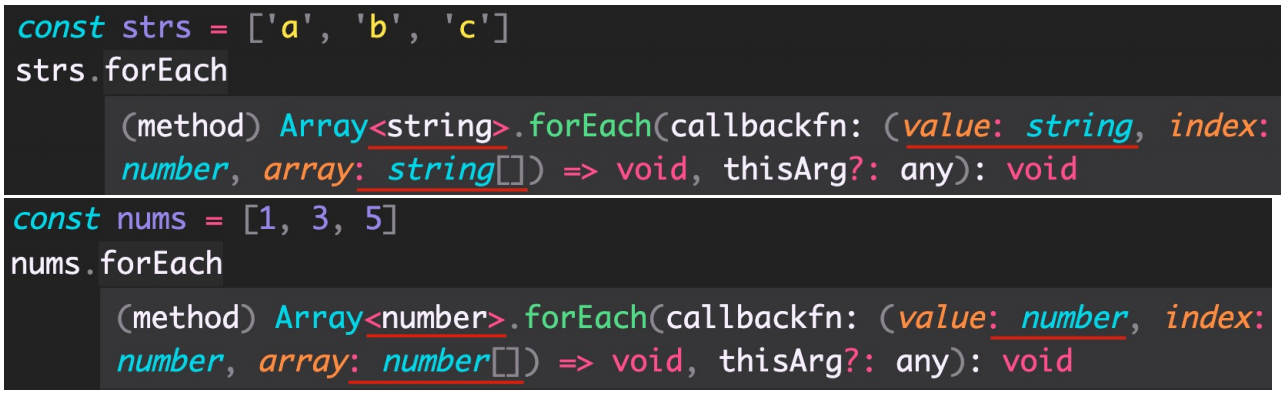 const strs = ['a', 'b', 'c']
strs.forEach
(method) Array<string>.forEach(callbackfn: (value: string, index:
number, array: string[]) => void, thisArg?: any): void
const nums = [1, 3, 5]
nums.forEach
(method) Array<number>.forEach(callbackfn: (value: number, index:
number, array: number[]) => void, thisArg?: any): void